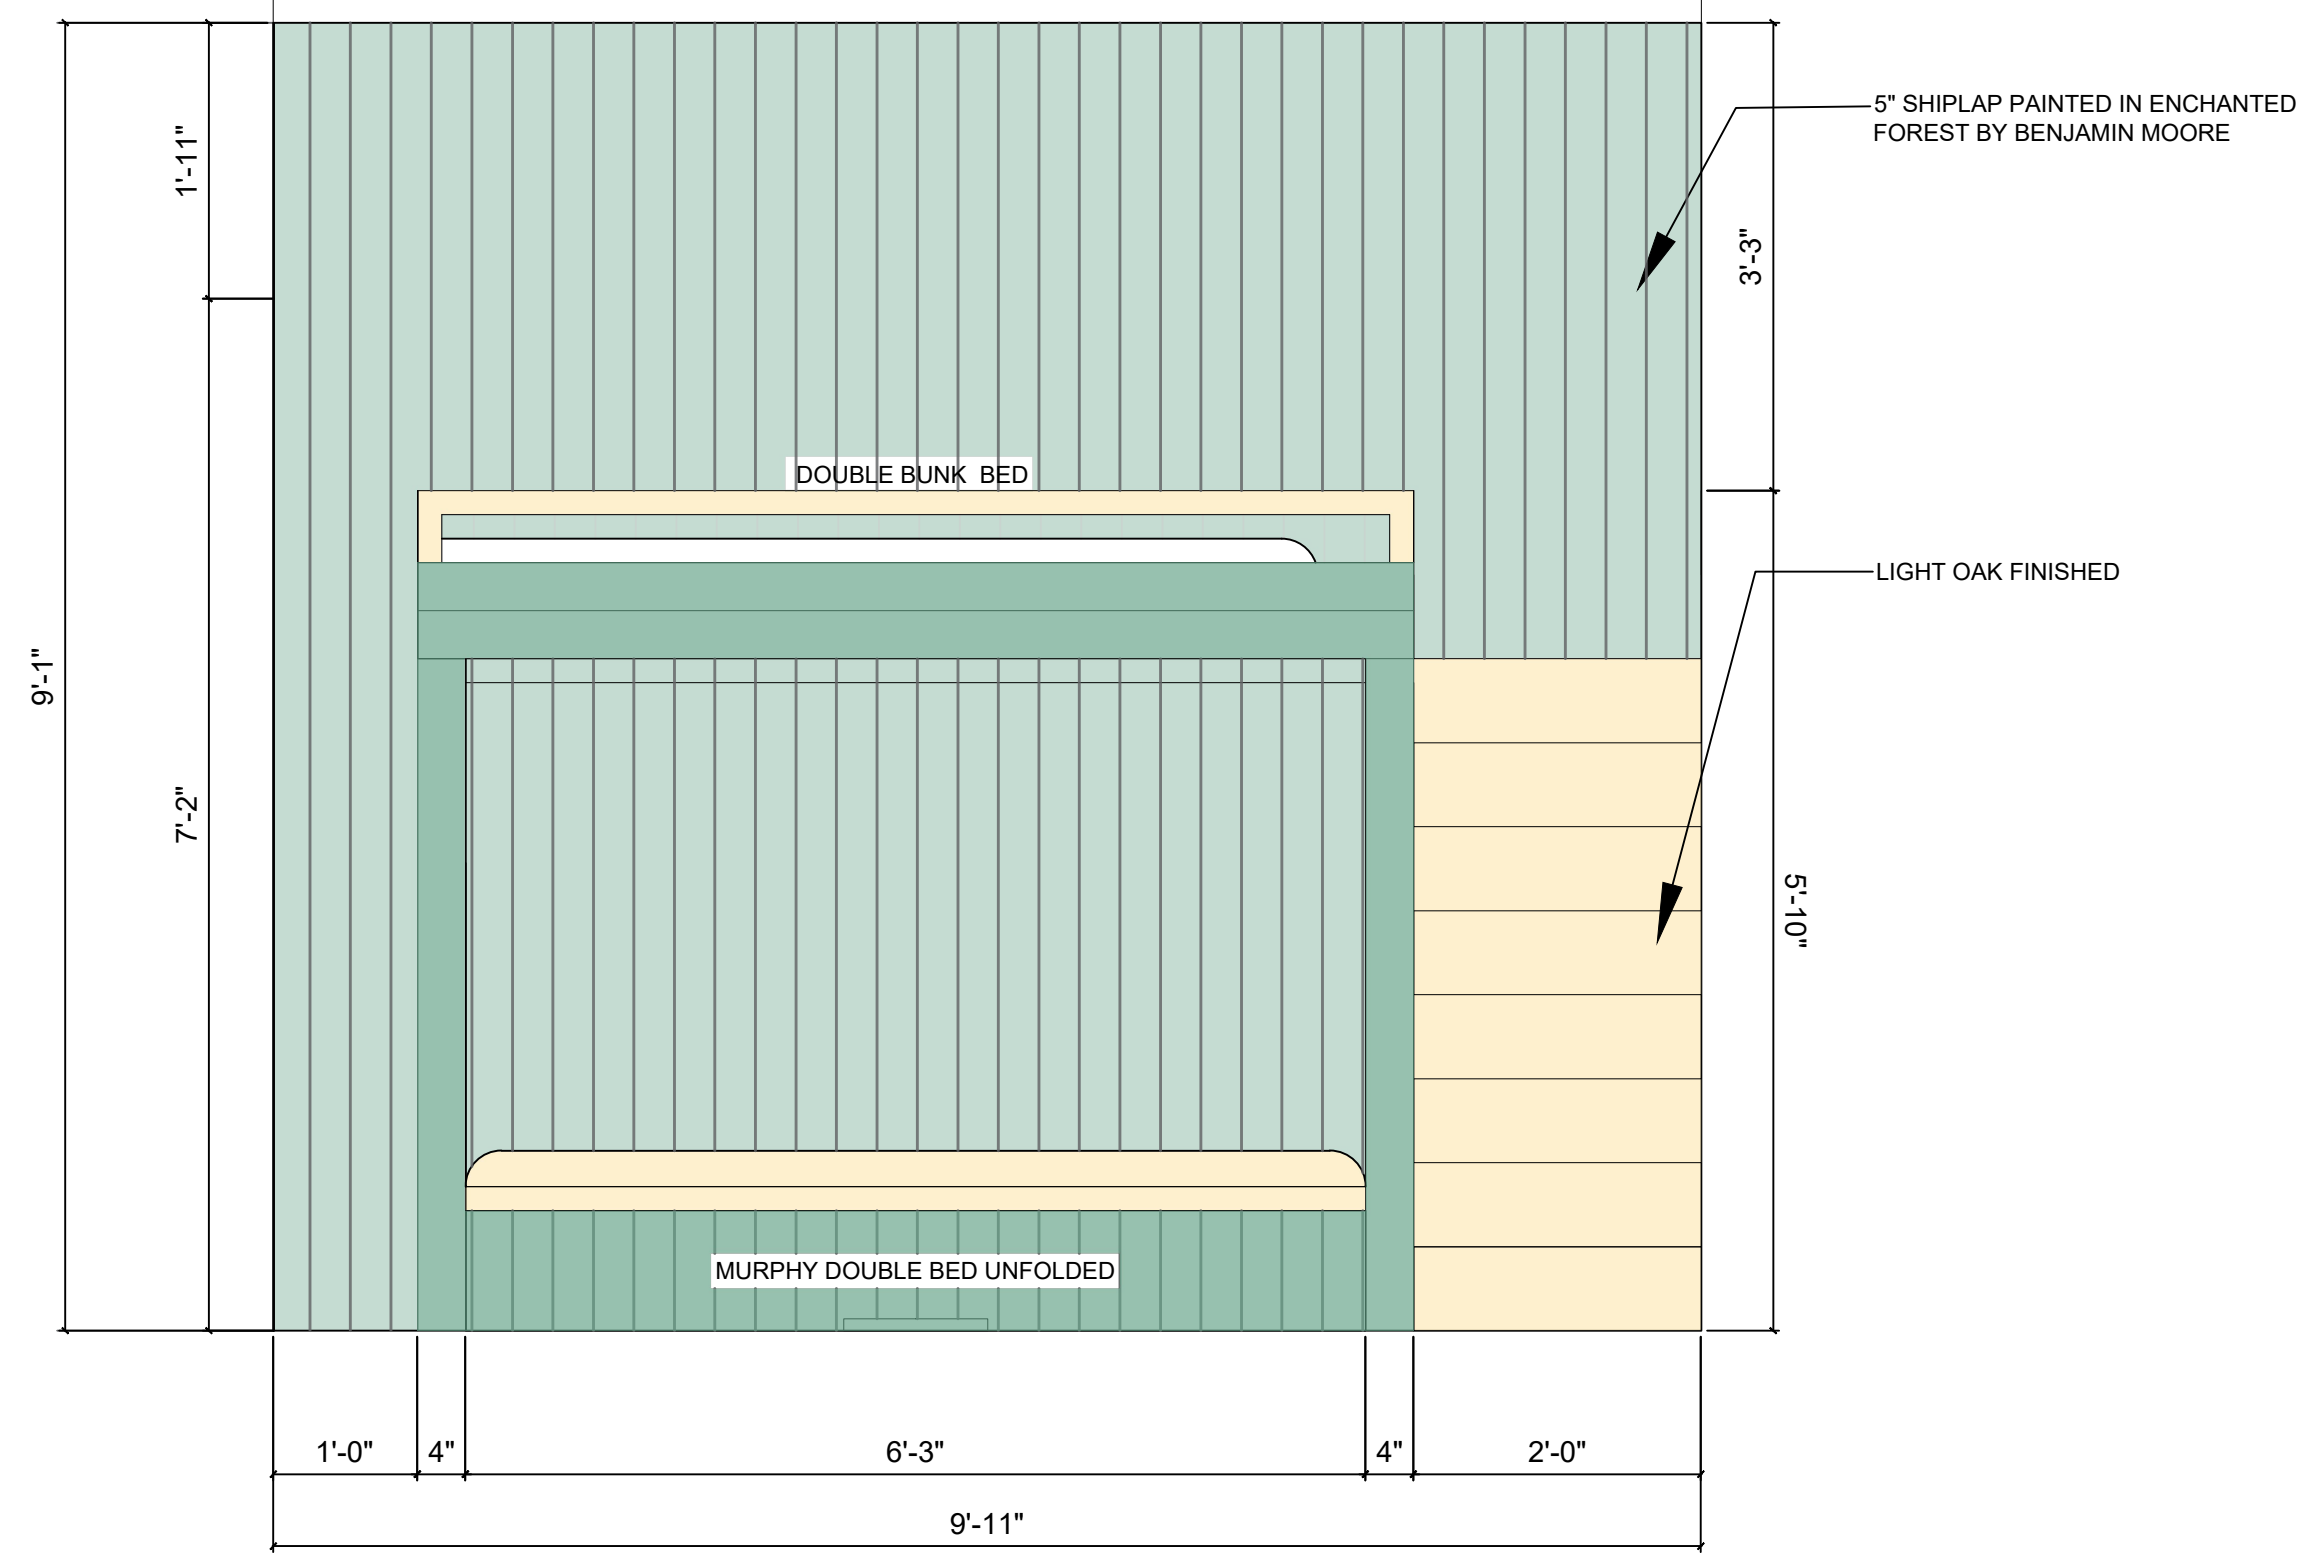 5" SHIPLAP PAINTED IN ENCHANTED
FOREST BY BENJAMIN MOORE
1'-11"
3'-3"
DOUBLE BUNK  BED
LIGHT OAK FINISHED
9'-1"
7'-2"
5'-10"
MURPHY DOUBLE BED UNFOLDED
1'-0"
4"
6'-3"
4"
2'-0"
9'-11"